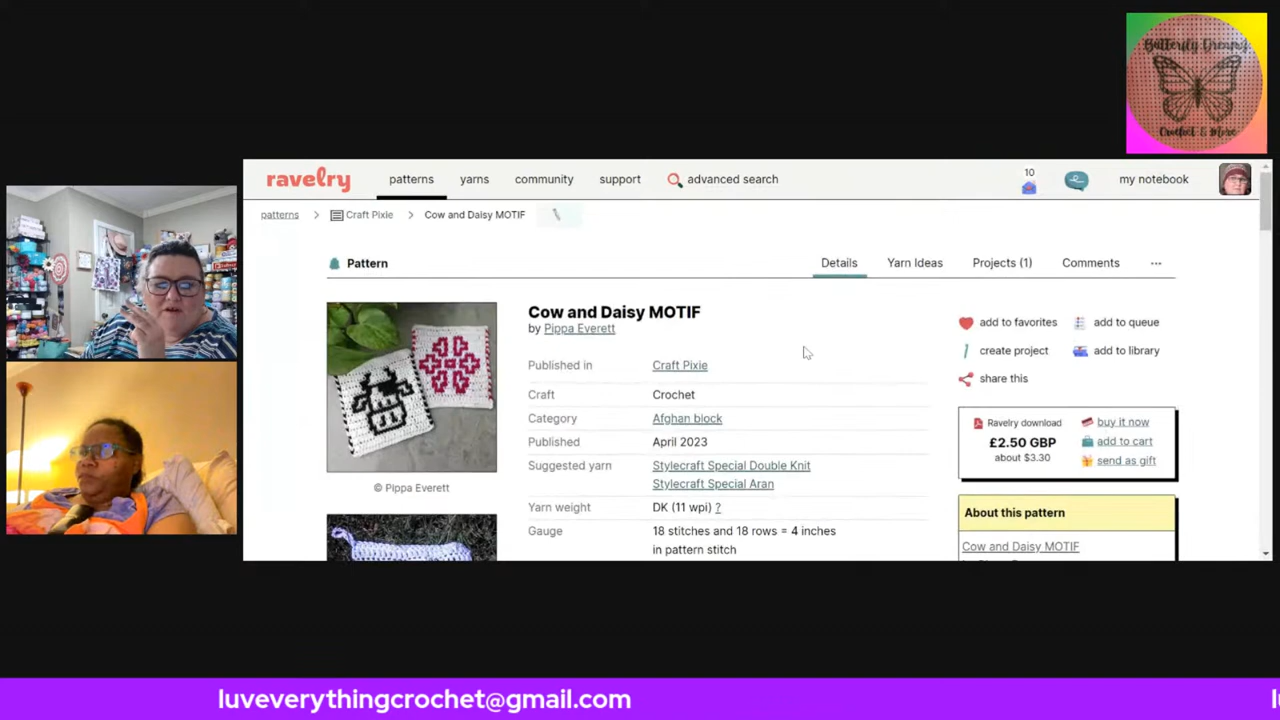 Butterfly Dreamz
Crochet & More
ravelry
patterns
yarns
community
support
advanced search
10
my notebook
patterns > Craft Pixie > Cow and Daisy MOTIF
Pattern
Details
Yarn Ideas
Projects (1)
Comments
...
Cow and Daisy MOTIF
by Pippa Everett
Published in Craft Pixie
Craft Crochet
Category Afghan block
Published April 2023
Suggested yarn Stylecraft Special Double Knit
Stylecraft Special Aran
Yarn weight DK (11 wpi) ?
Gauge 18 stitches and 18 rows = 4 inches
in pattern stitch
© Pippa Everett
add to favorites
add to queue
create project
add to library
share this
Ravelry download
£2.50 GBP
about $3.30
buy it now
add to cart
send as gift
About this pattern
Cow and Daisy MOTIF
luveverythingcrochet@gmail.com